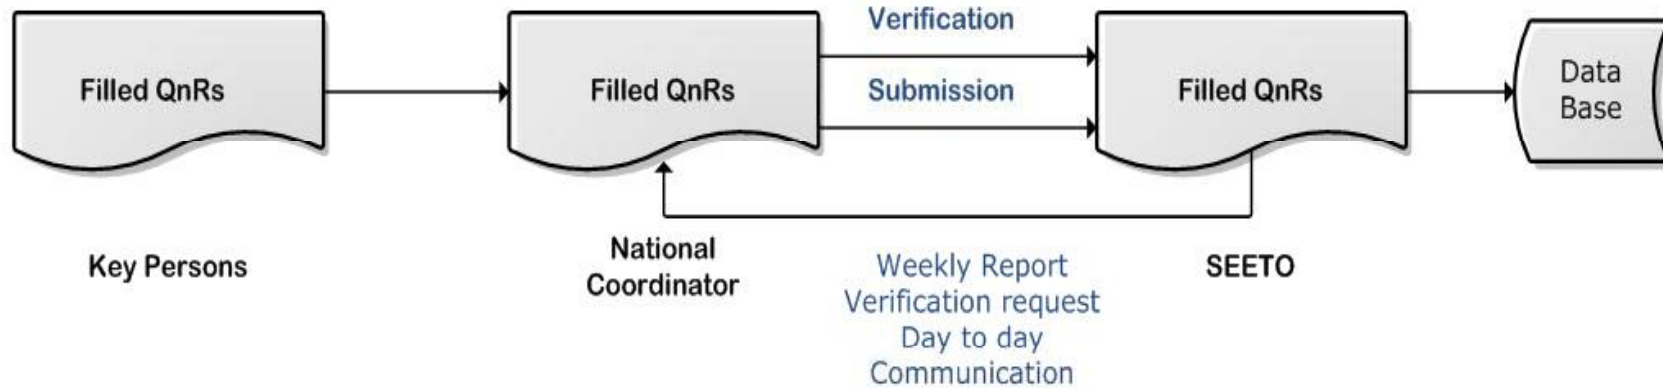 Verification
Filled QnRs
Filled QnRs
Submission
Filled QnRs
Data
Base
Key Persons
National
Coordinator
Weekly Report
Verification request
Day to day
Communication
SEETO